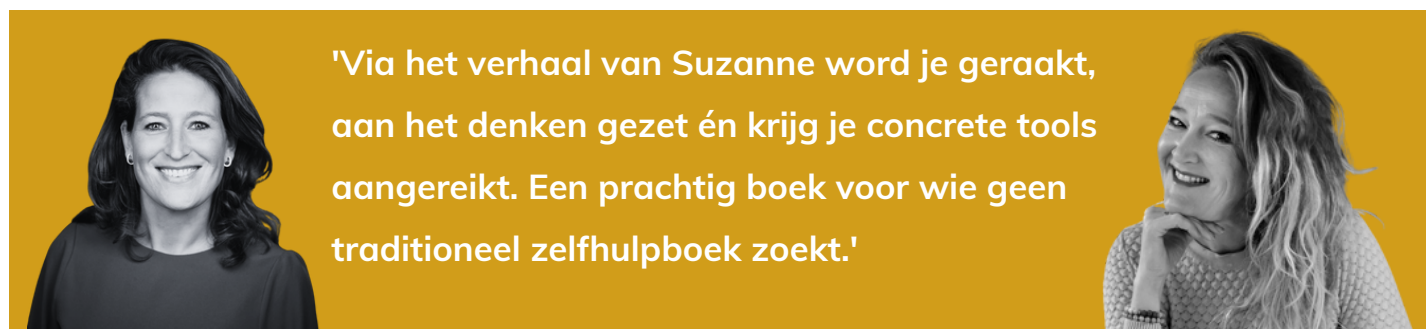 'Via het verhaal van Suzanne word je geraakt,
aan het denken gezet én krijg je concrete tools
aangereikt. Een prachtig boek voor wie geen
traditioneel zelfhulpboek zoekt.'